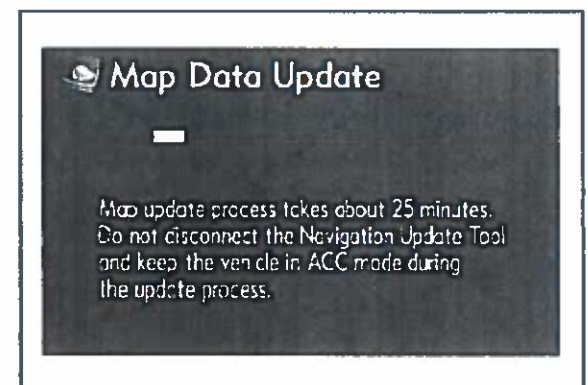 Map Data Update
Map update process takes about 25 minutes.
Do not disconnect the Navigation Update Tool
and keep the vehicle in ACC mode during
the update process.